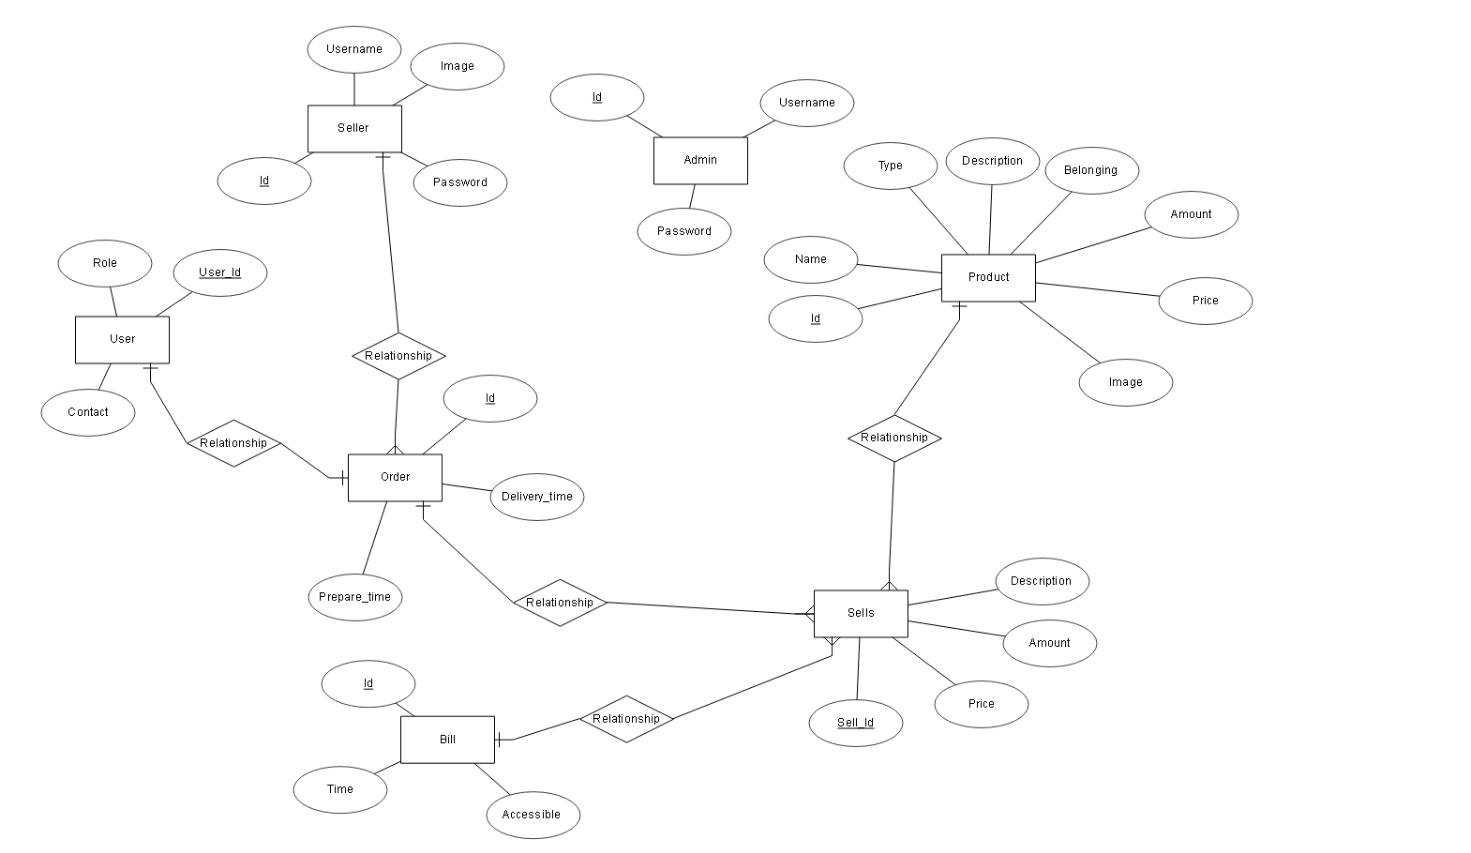 Username
Image
Seller
Id
Password
Id
Username
Admin
Password
Type
Description
Belonging
Amount
Name
Product
Id
Price
Image
Role
User_Id
User
Contact
Relationship
Relationship
Id
Order
Delivery_time
Prepare_time
Relationship
Relationship
Description
Sells
Amount
Price
Sell_Id
Id
Relationship
Bill
Time
Accessible